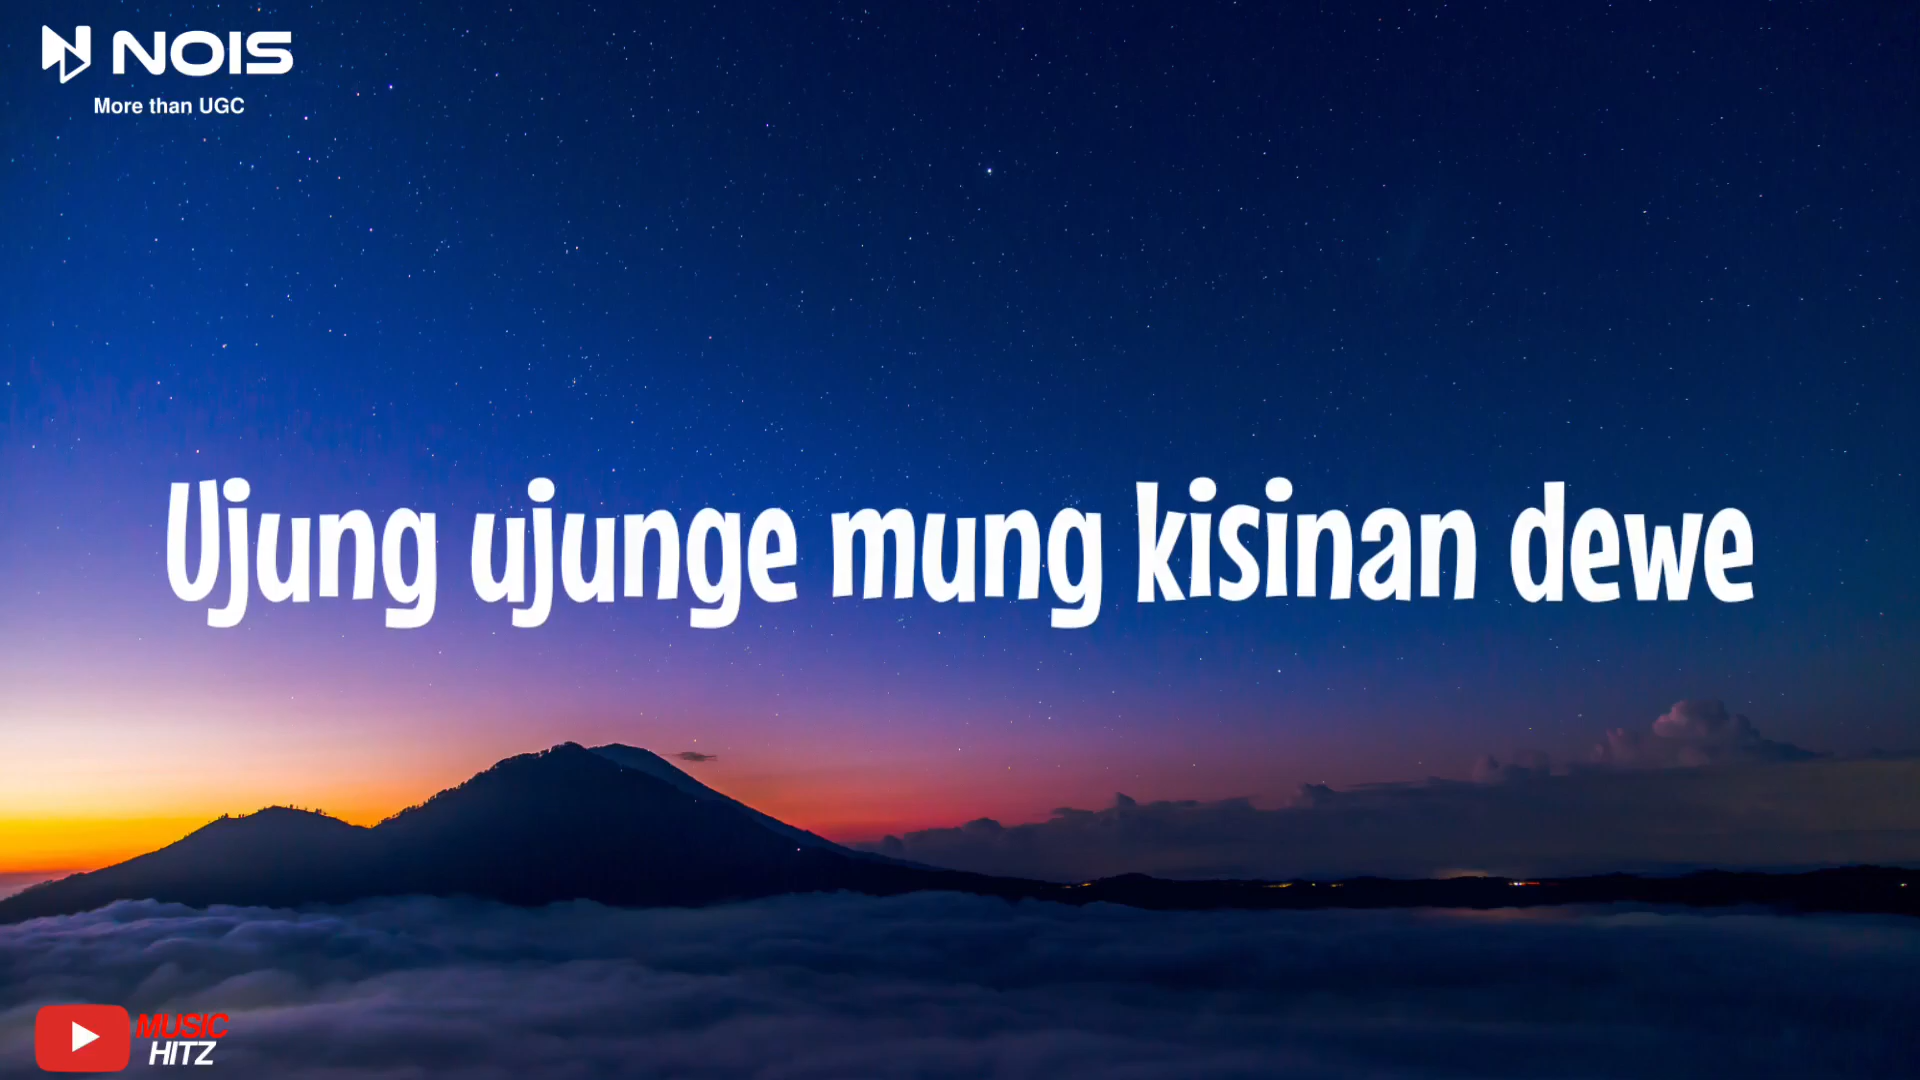 NOIS
More than UGC
Ujung ujunge mung kisinan dewe
MUSIC
HITZ